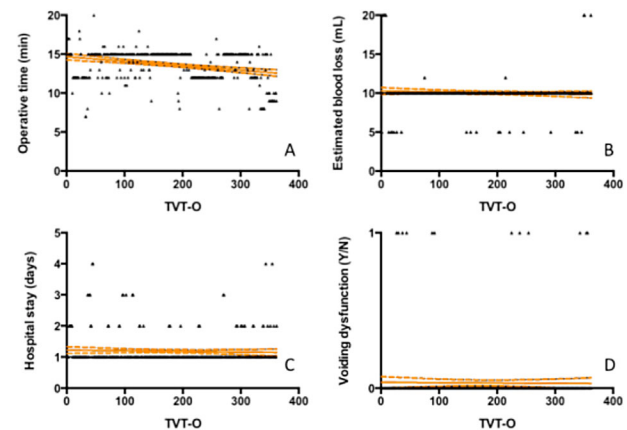 Operative time (min)
20
15
10
5
0
0 100 200 300 400
TVT-O
A
Estimated blood loss (mL)
20
15
10
5
0
0 100 200 300 400
TVT-O
B
Hospital stay (days)
5
4
3
2
1
0
0 100 200 300 400
TVT-O
C
Voiding dysfunction (Y/N)
1
0
0 100 200 300 400
TVT-O
D